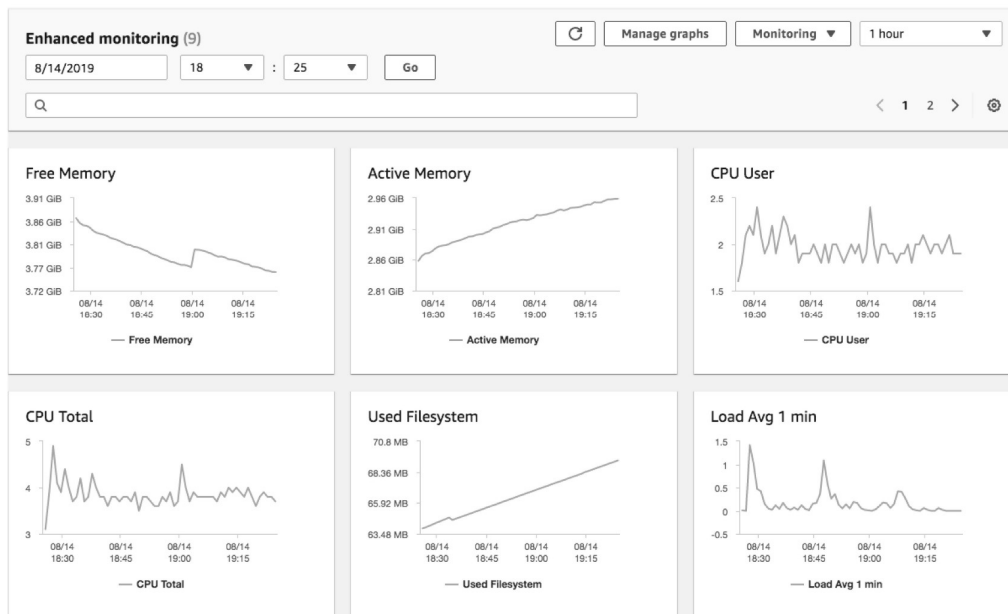 Enhanced monitoring (9)
Manage graphs
Monitoring
1 hour
8/14/2019
18
:
25
Go
1
2
Free Memory
3.91 GiB
3.86 GiB
3.81 GiB
3.77 GiB
3.72 GiB
08/14 08/14 08/14 08/14
18:30 18:45 19:00 19:15
Free Memory
Active Memory
2.96 GiB
2.91 GiB
2.86 GiB
2.81 GiB
08/14 08/14 08/14 08/14
18:30 18:45 19:00 19:15
Active Memory
CPU User
2.5
2
1.5
08/14 08/14 08/14 08/14
18:30 18:45 19:00 19:15
CPU User
CPU Total
5
4
3
08/14 08/14 08/14 08/14
18:30 18:45 19:00 19:15
CPU Total
Used Filesystem
70.8 MB
68.36 MB
65.92 MB
63.48 MB
08/14 08/14 08/14 08/14
18:30 18:45 19:00 19:15
Used Filesystem
Load Avg 1 min
1.5
1
0.5
0
-0.5
08/14 08/14 08/14 08/14
18:30 18:45 19:00 19:15
Load Avg 1 min